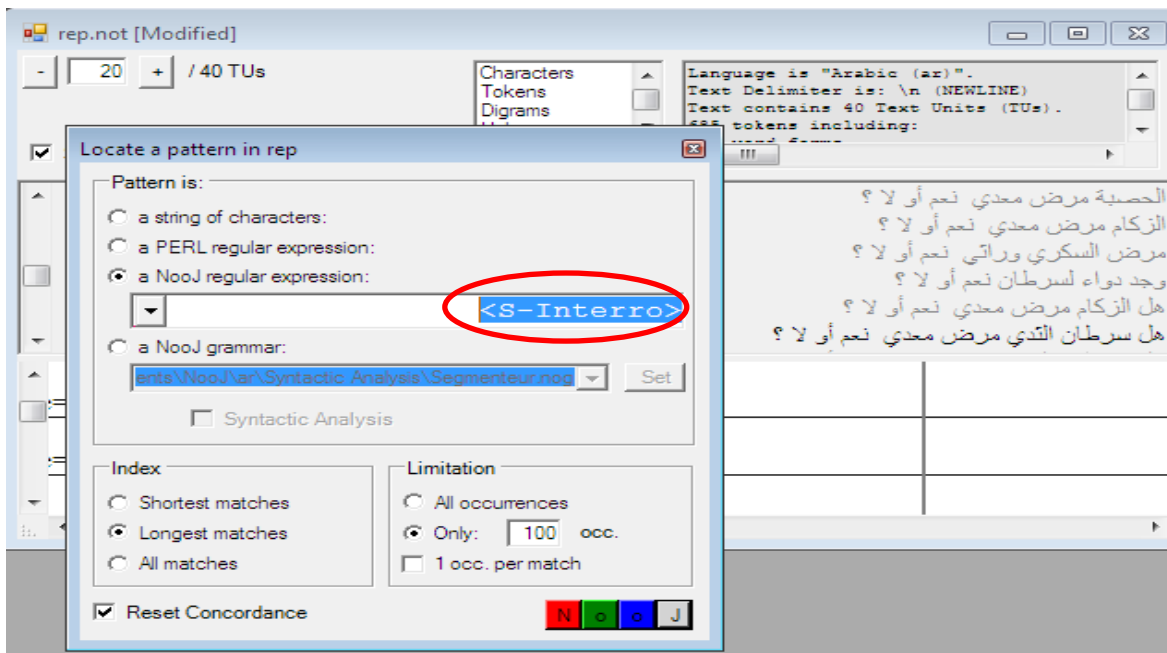 rep.not [Modified]
- 20 + / 40 TUs
Characters
Tokens
Digrams
Language is "Arabic (ar)".
Text Delimiter is: \n (NEWLINE)
Text contains 40 Text Units (TUs).
tokens including:
Locate a pattern in rep
Pattern is:
a string of characters:
a PERL regular expression:
a NooJ regular expression:
<S-Interro>
a NooJ grammar:
ents\NooJ\ar\Syntactic Analysis\Segmenteur.nog
Set
Syntactic Analysis
Index
Shortest matches
Longest matches
All matches
Limitation
All occurrences
Only: 100 occ.
1 occ. per match
Reset Concordance
N o o J
الحصبة مرض معدي نعم أو لا ؟
الزكام مرض معدي نعم أو لا ؟
مرض السكري وراثي نعم أو لا ؟
وجد دواء لسرطان نعم أو لا ؟
هل الزكام مرض معدي نعم أو لا ؟
هل سرطان الثدي مرض معدي نعم أو لا ؟